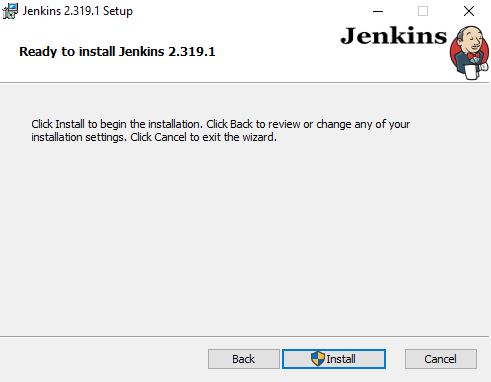 Jenkins 2.319.1 Setup
Jenkins
Ready to install Jenkins 2.319.1
Click Install to begin the installation. Click Back to review or change any of your
installation settings. Click Cancel to exit the wizard.
Back
Install
Cancel